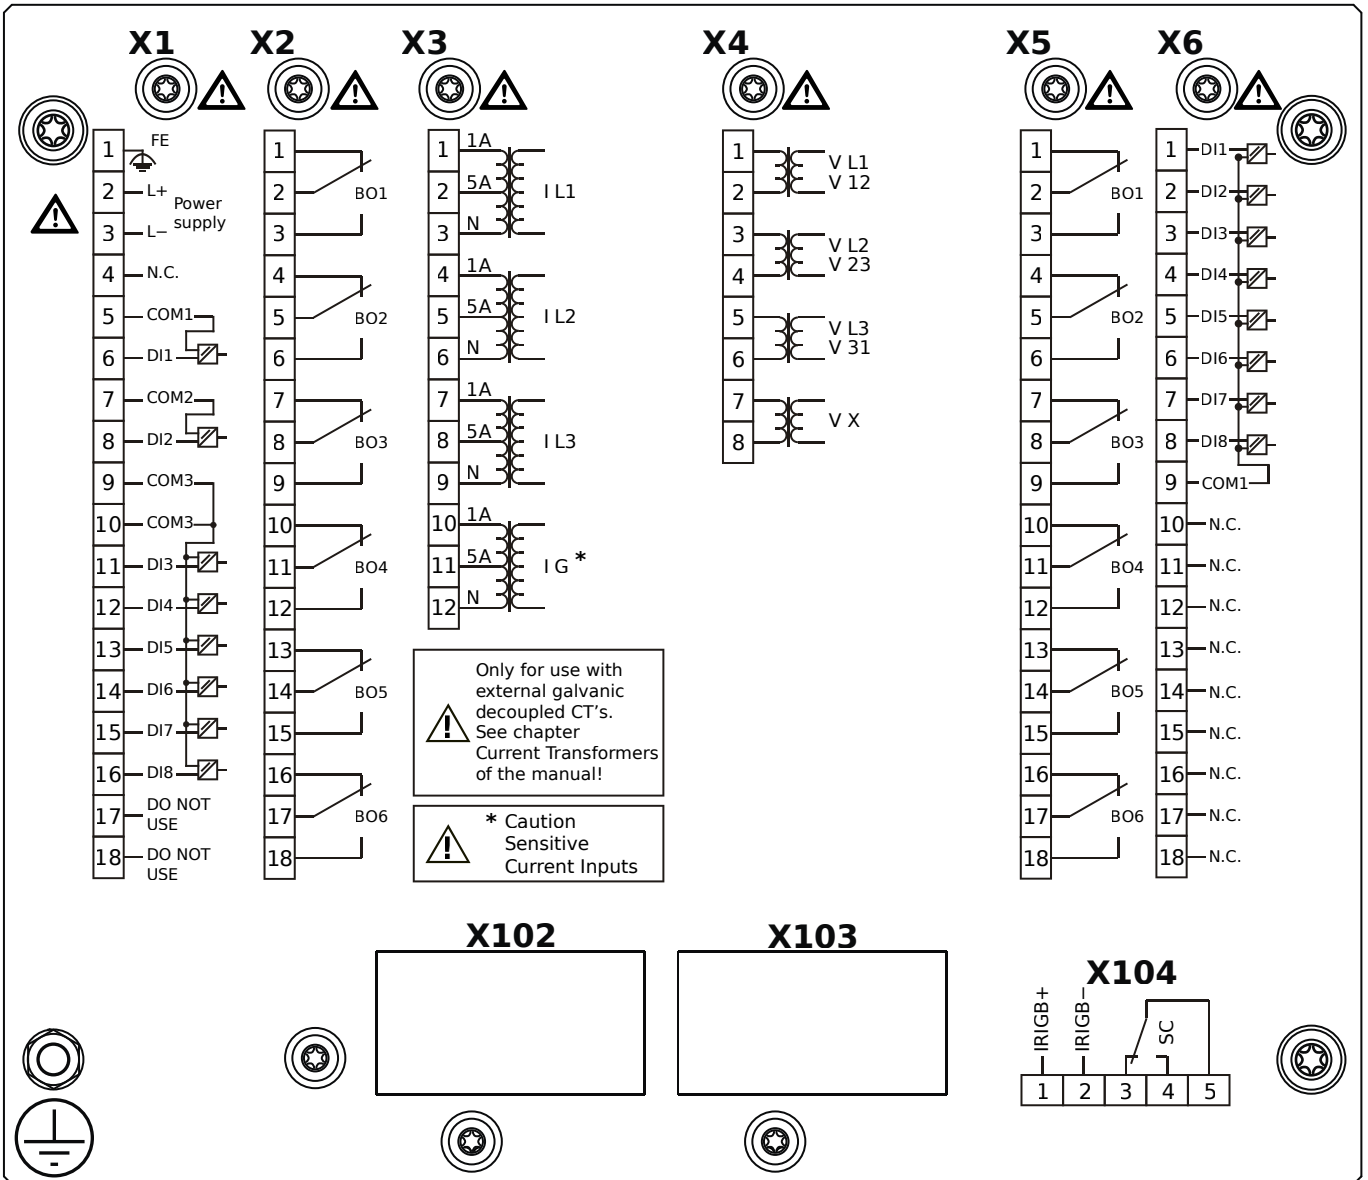 X1
1 FE
2 L+
Power
supply
3 L−
4 N.C.
5 COM1
6 DI1
7 COM2
8 DI2
9 COM3
10 COM3
11 DI3
12 DI4
13 DI5
14 DI6
15 DI7
16 DI8
17 DO NOT
USE
18 DO NOT
USE
X2
1
2 BO1
3
4
5 BO2
6
7
8 BO3
9
10
11 BO4
12
13
14 BO5
15
16
17 BO6
18
X3
1 1A
2 5A I L1
3 N
4 1A
5 5A I L2
6 N
7 1A
8 5A I L3
9 N
10 1A
11 5A I G *
12 N
Only for use with
external galvanic
decoupled CT's.
See chapter
Current Transformers
of the manual!
* Caution
Sensitive
Current Inputs
X4
1 V L1
2 V 12
3 V L2
4 V 23
5 V L3
6 V 31
7 V X
8
X5
1
2 BO1
3
4
5 BO2
6
7
8 BO3
9
10
11 BO4
12
13
14 BO5
15
16
17 BO6
18
X6
1 DI1
2 DI2
3 DI3
4 DI4
5 DI5
6 DI6
7 DI7
8 DI8
9 COM1
10 N.C.
11 N.C.
12 N.C.
13 N.C.
14 N.C.
15 N.C.
16 N.C.
17 N.C.
18 N.C.
X102
X103
X104
IRIGB+
IRIGB−
SC
1 2 3 4 5